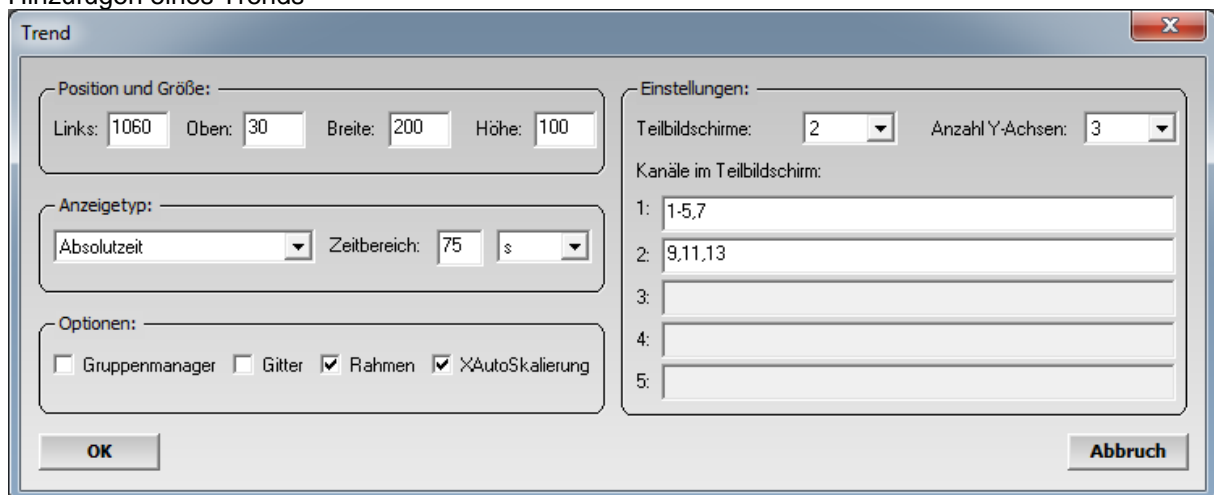 Hinzufügen eines Trends
Trend
Position und Größe:
Links: 1060 Oben: 30 Breite: 200 Höhe: 100
Anzeigetyp:
Absolutzeit Zeitbereich: 75 s
Optionen:
Gruppenmanager Gitter Rahmen XAutoSkalierung
Einstellungen:
Teilbildschirme: 2 Anzahl Y-Achsen: 3
Kanäle im Teilbildschirm:
1: 1-5,7
2: 9,11,13
3:
4:
5:
OK Abbruch